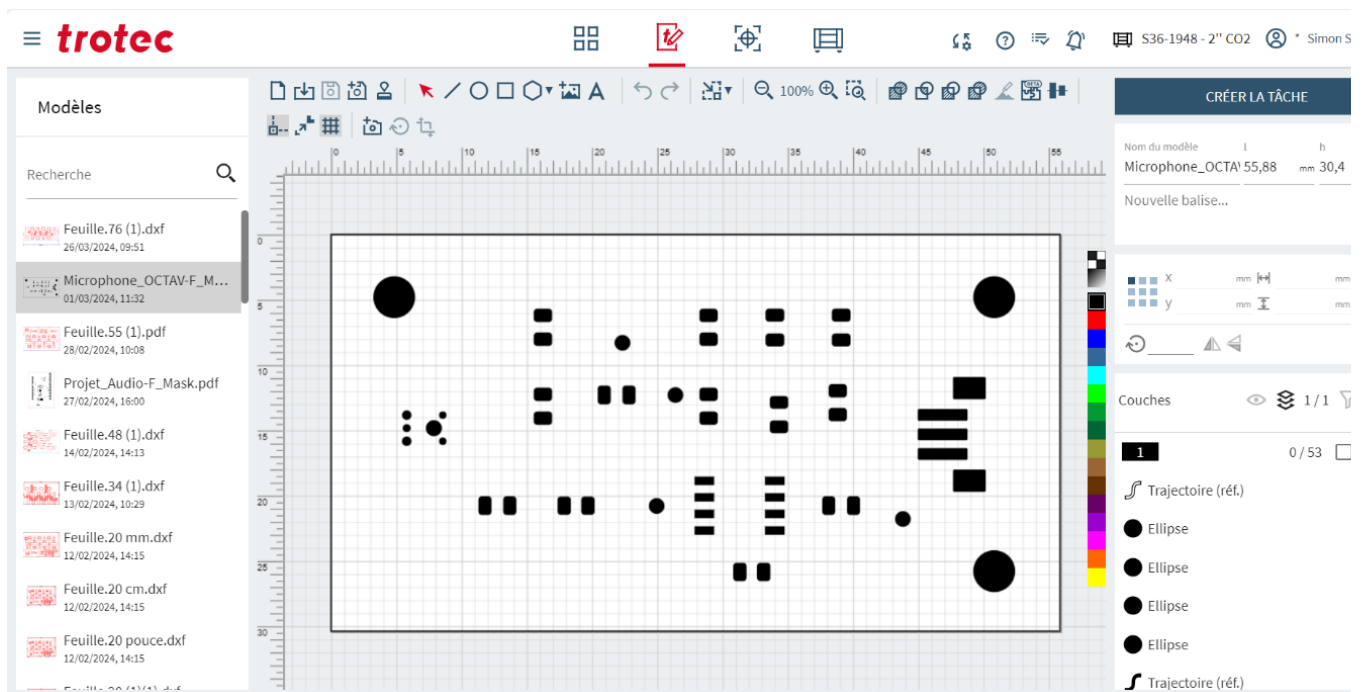 trotec
S36-1948 - 2'' CO2
* Simon S
Modèles
Recherche
Feuille.76 (1).dxf
26/03/2024, 09:51
Microphone_OCTAV-F_M...
01/03/2024, 11:32
Feuille.55 (1).pdf
28/02/2024, 10:08
Projet_Audio-F_Mask.pdf
27/02/2024, 16:00
Feuille.48 (1).dxf
14/02/2024, 14:13
Feuille.34 (1).dxf
13/02/2024, 10:29
Feuille.20 mm.dxf
12/02/2024, 14:15
Feuille.20 cm.dxf
12/02/2024, 14:15
Feuille.20 pouce.dxf
12/02/2024, 14:15
A
100%
BETA
0 5 10 15 20 25 30 35 40 45 50 55
0
5
10
15
20
25
30
CRÉER LA TÂCHE
Nom du modèle l h
Microphone_OCTA 55,88 mm 30,4
Nouvelle balise...
x mm mm
y mm mm
Couches 1 / 1
1 0 / 53
Trajectoire (réf.)
Ellipse
Ellipse
Ellipse
Ellipse
Trajectoire (réf.)